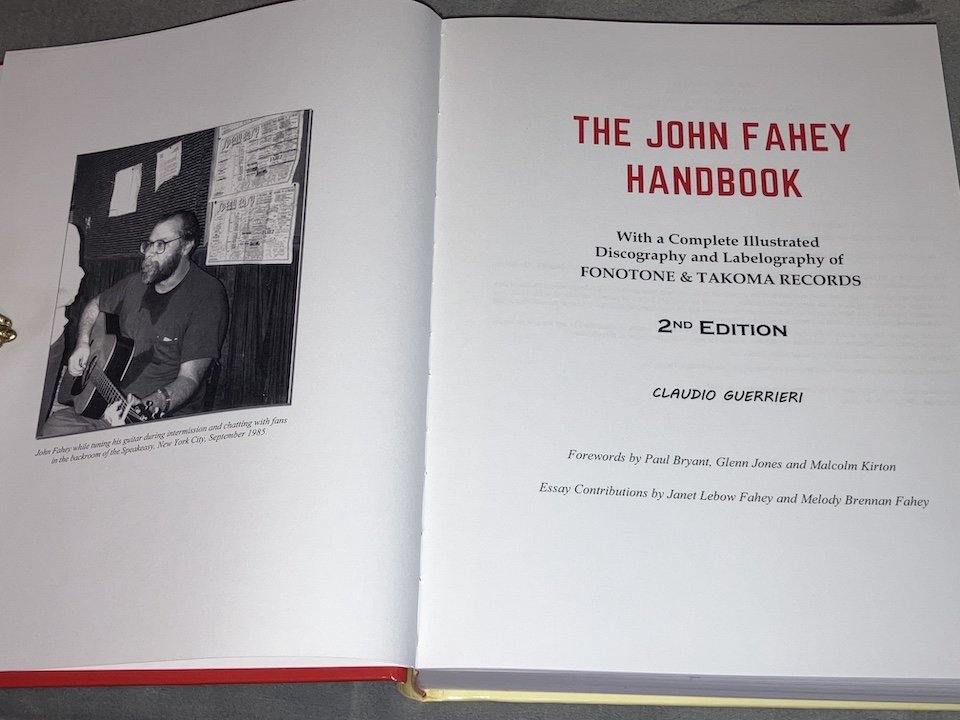 John Fahey while tuning his guitar during intermission and chatting with fans
in the backroom of the Speakeasy, New York City, September 1985.
THE JOHN FAHEY
HANDBOOK
With a Complete Illustrated
Discography and Labelography of
FONOTONE & TAKOMA RECORDS
2ND EDITION
CLAUDIO GUERRIERI
Forewords by Paul Bryant, Glenn Jones and Malcolm Kirton
Essay Contributions by Janet Lebow Fahey and Melody Brennan Fahey